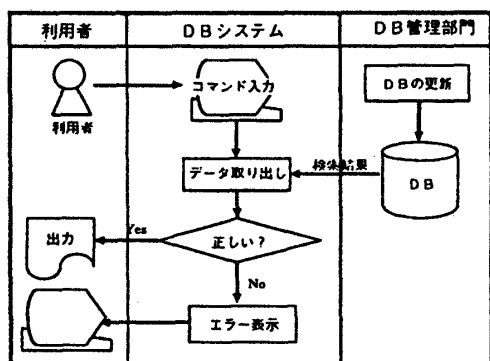 利用者
DBシステム
DB管理部門
コマンド入力
DBの更新
利用者
データ取り出し
検索結果
DB
出力
Yes
正しい?
No
エラー表示